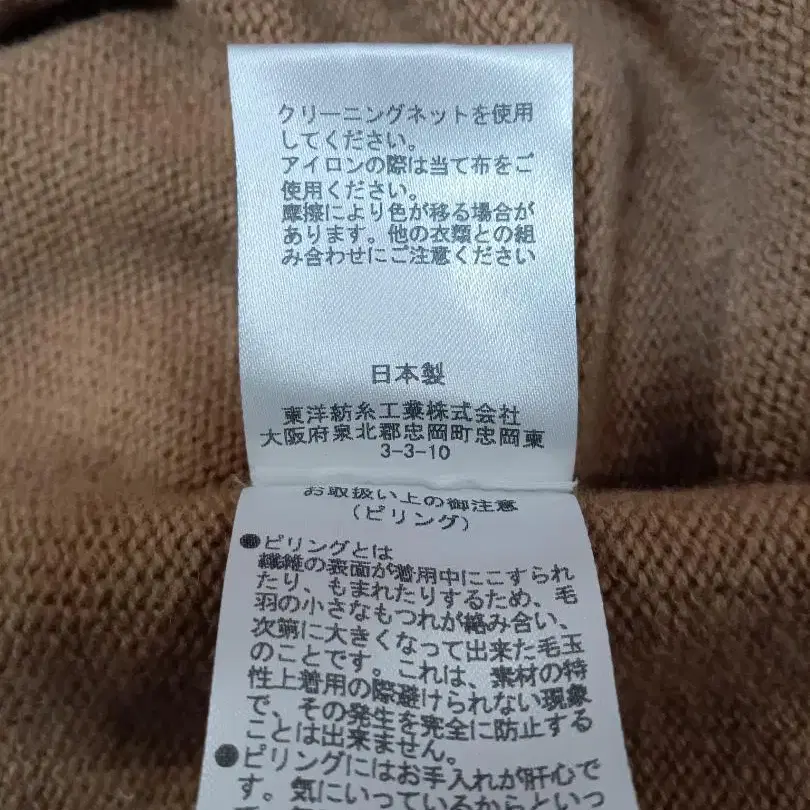 クリーニングネットを使用
してください。
アイロンの際は当て布をご
使用ください。
摩擦により色が移る場合が
あります。他の衣類との組
み合わせにご注意ください
日本製
東洋紡糸工業株式会社
大阪府泉北郡忠岡町忠岡東
3-3-10
お取扱い上の御注意
(ピリング)
●ピリングとは
繊維の表面が着用中にこすられ
たり、もまれたりするため、毛
羽の小さなもつれが絡み合い、
次第に大きくなって出来た毛玉
のことです。これは、素材の特
性上着用の際避けられない現象
で、その発生を完全に防止する
ことは出来ません。
●ピリングにはお手入れが肝心で
す。気にいっているからといっ